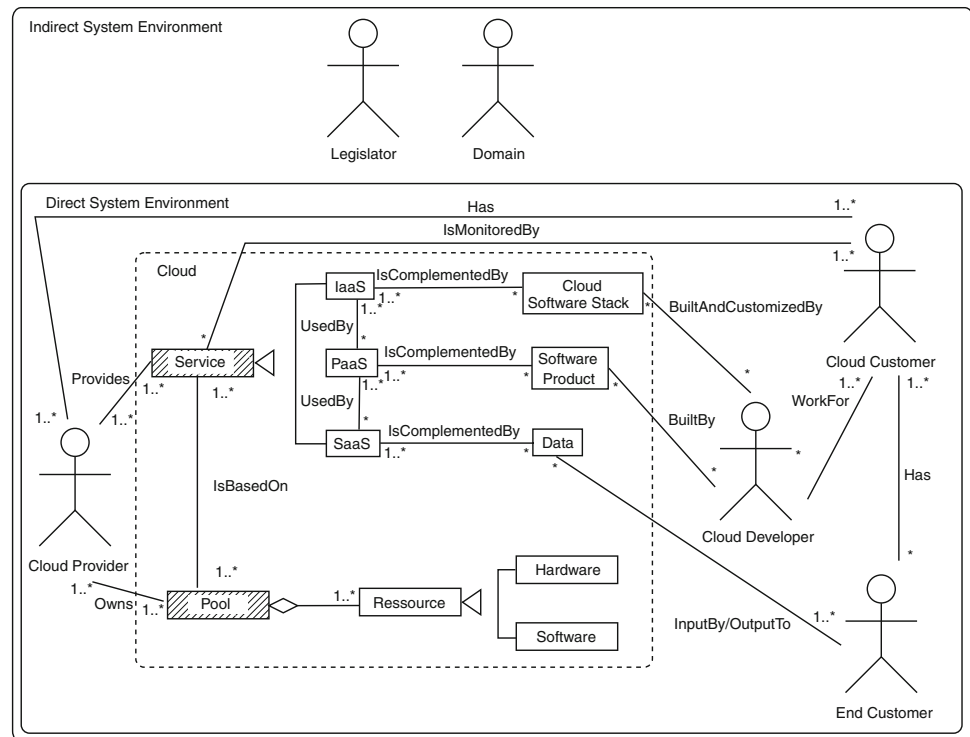 Indirect System Environment
Legislator
Domain
Direct System Environment
Has
1..*
IsMonitoredBy
1..*
Cloud
IaaS
IsComplementedBy
1..*
1..*
*
Cloud
Software Stack
*
BuiltAndCustomizedBy
*
UsedBy
*
Service
1..*
1..*
*
PaaS
IsComplementedBy
1..*
1..*
*
Software
Product
*
Cloud Customer
1..*
1..*
Provides
1..*
1..*
UsedBy
*
SaaS
IsComplementedBy
1..*
*
Data
*
BuiltBy
*
WorkFor
*
Has
*
IsBasedOn
Cloud Developer
Cloud Provider
1..*
Owns
1..*
1..*
Pool
1..*
Ressource
Hardware
Software
InputBy/OutputTo
1..*
End Customer